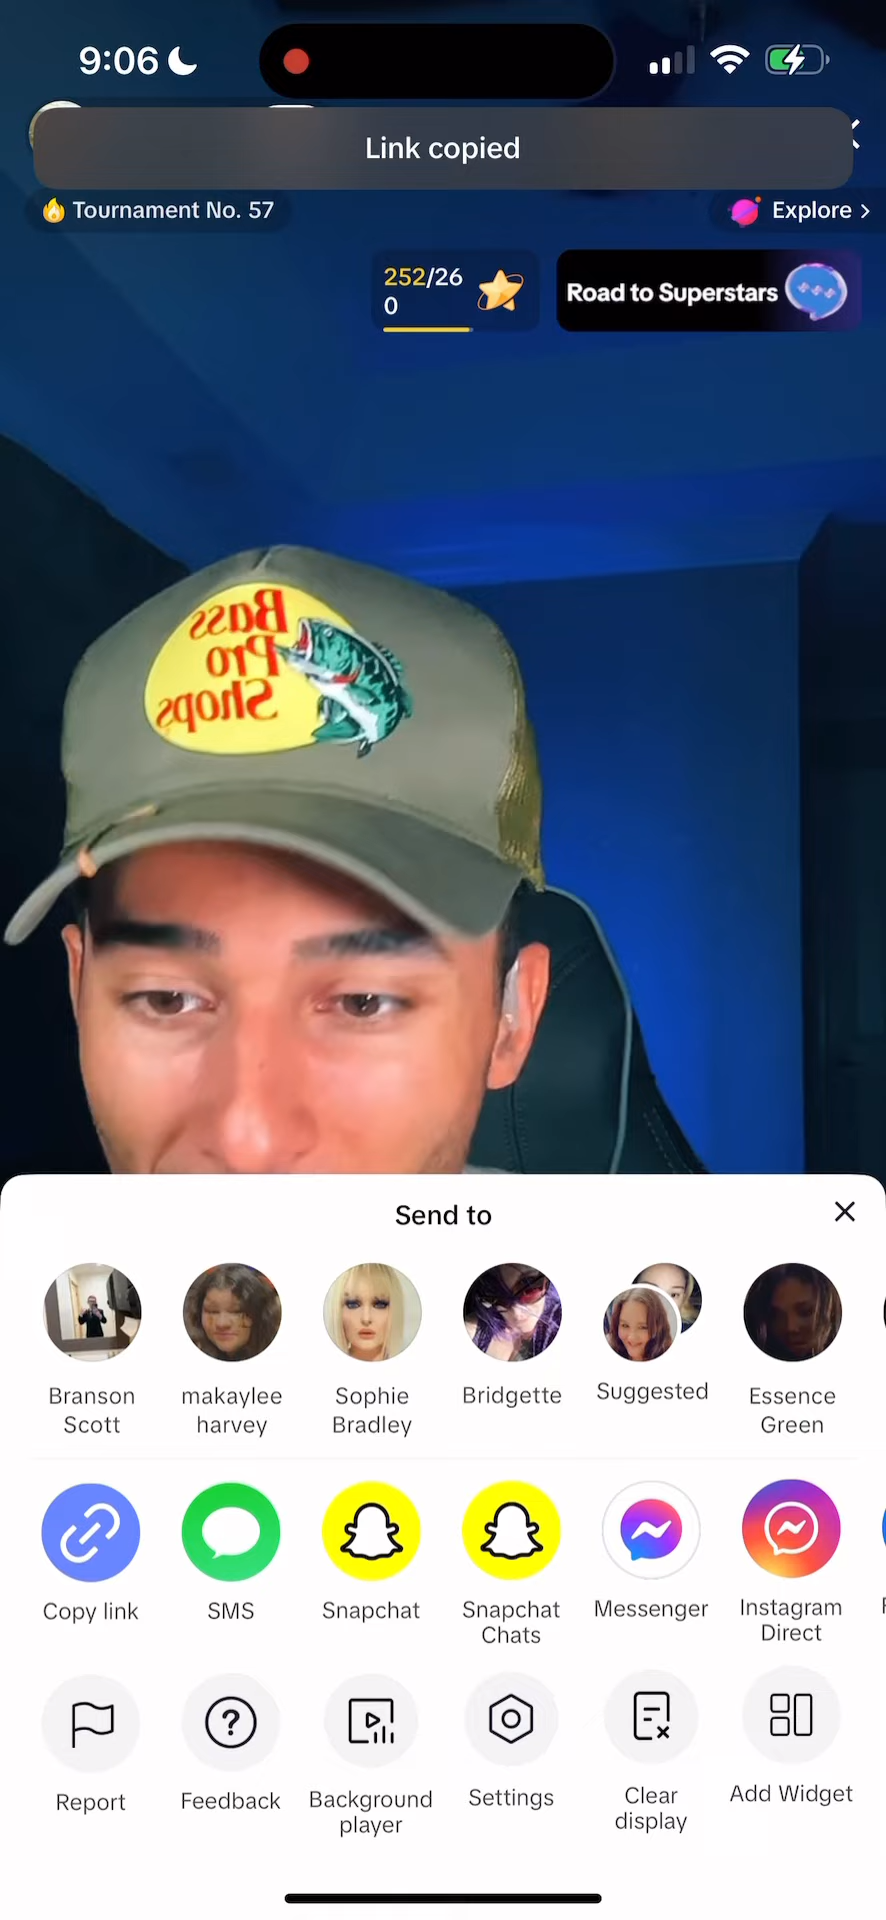 9:06
Link copied
Tournament No. 57
Explore >
252/26
0
Road to Superstars
Bass
Pro
Shops
Send to
Branson
Scott
makaylee
harvey
Sophie
Bradley
Bridgette
Suggested
Essence
Green
Copy link
SMS
Snapchat
Snapchat
Chats
Messenger
Instagram
Direct
Report
Feedback
Background
player
Settings
Clear
display
Add Widget